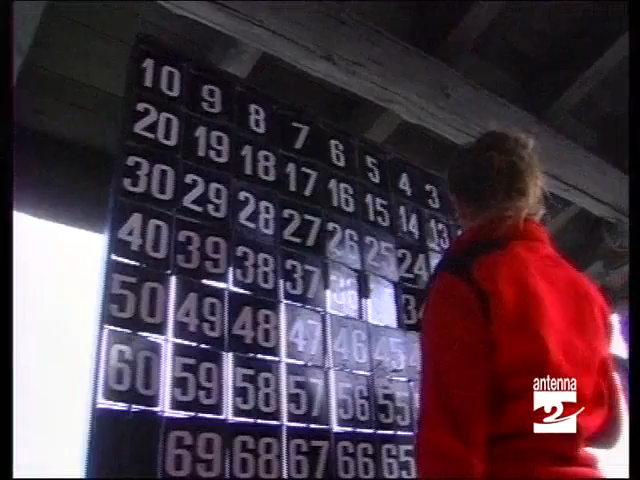 10 9 8 7 6 5 4 3
20 19 18 17 16 15 14 13
30 29 28 27 26 25 24
40 39 38 37 36 34
50 49 48 47 46 45
60 59 58 57 56 55
69 68 67 66 65
antenna
2